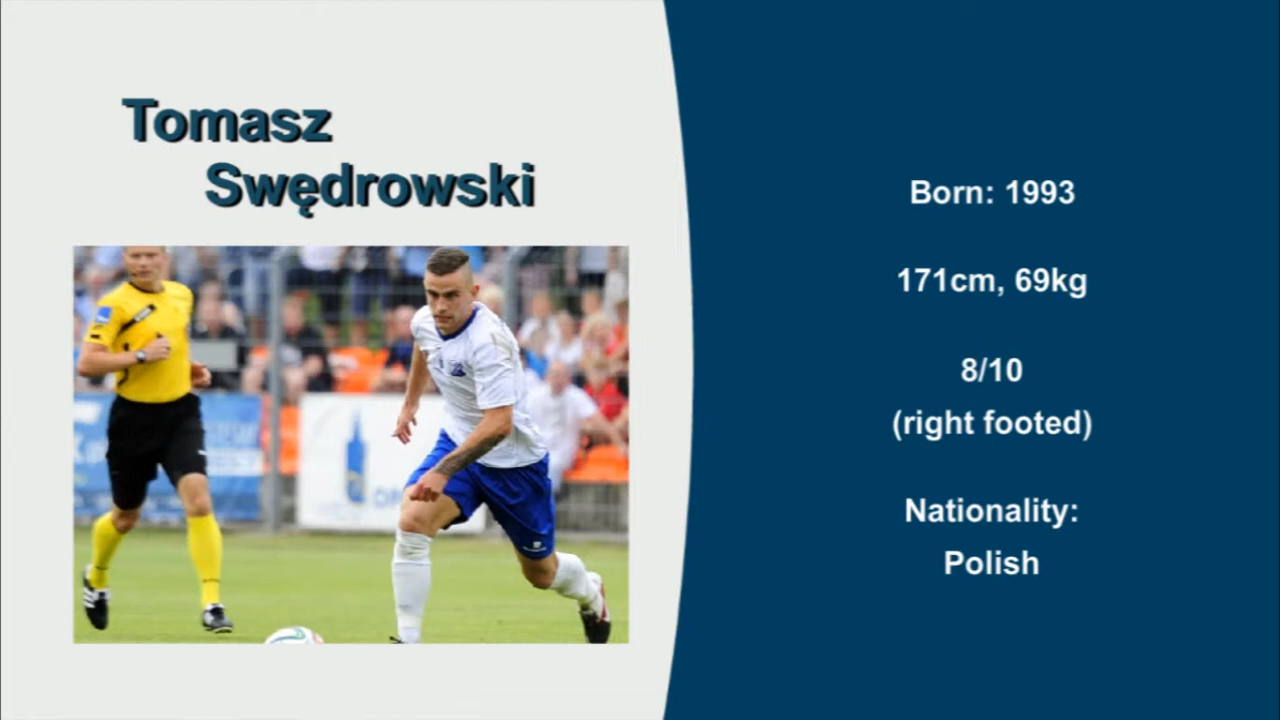 Tomasz
Swędrowski
Born: 1993
171cm, 69kg
8/10
(right footed)
Nationality:
Polish